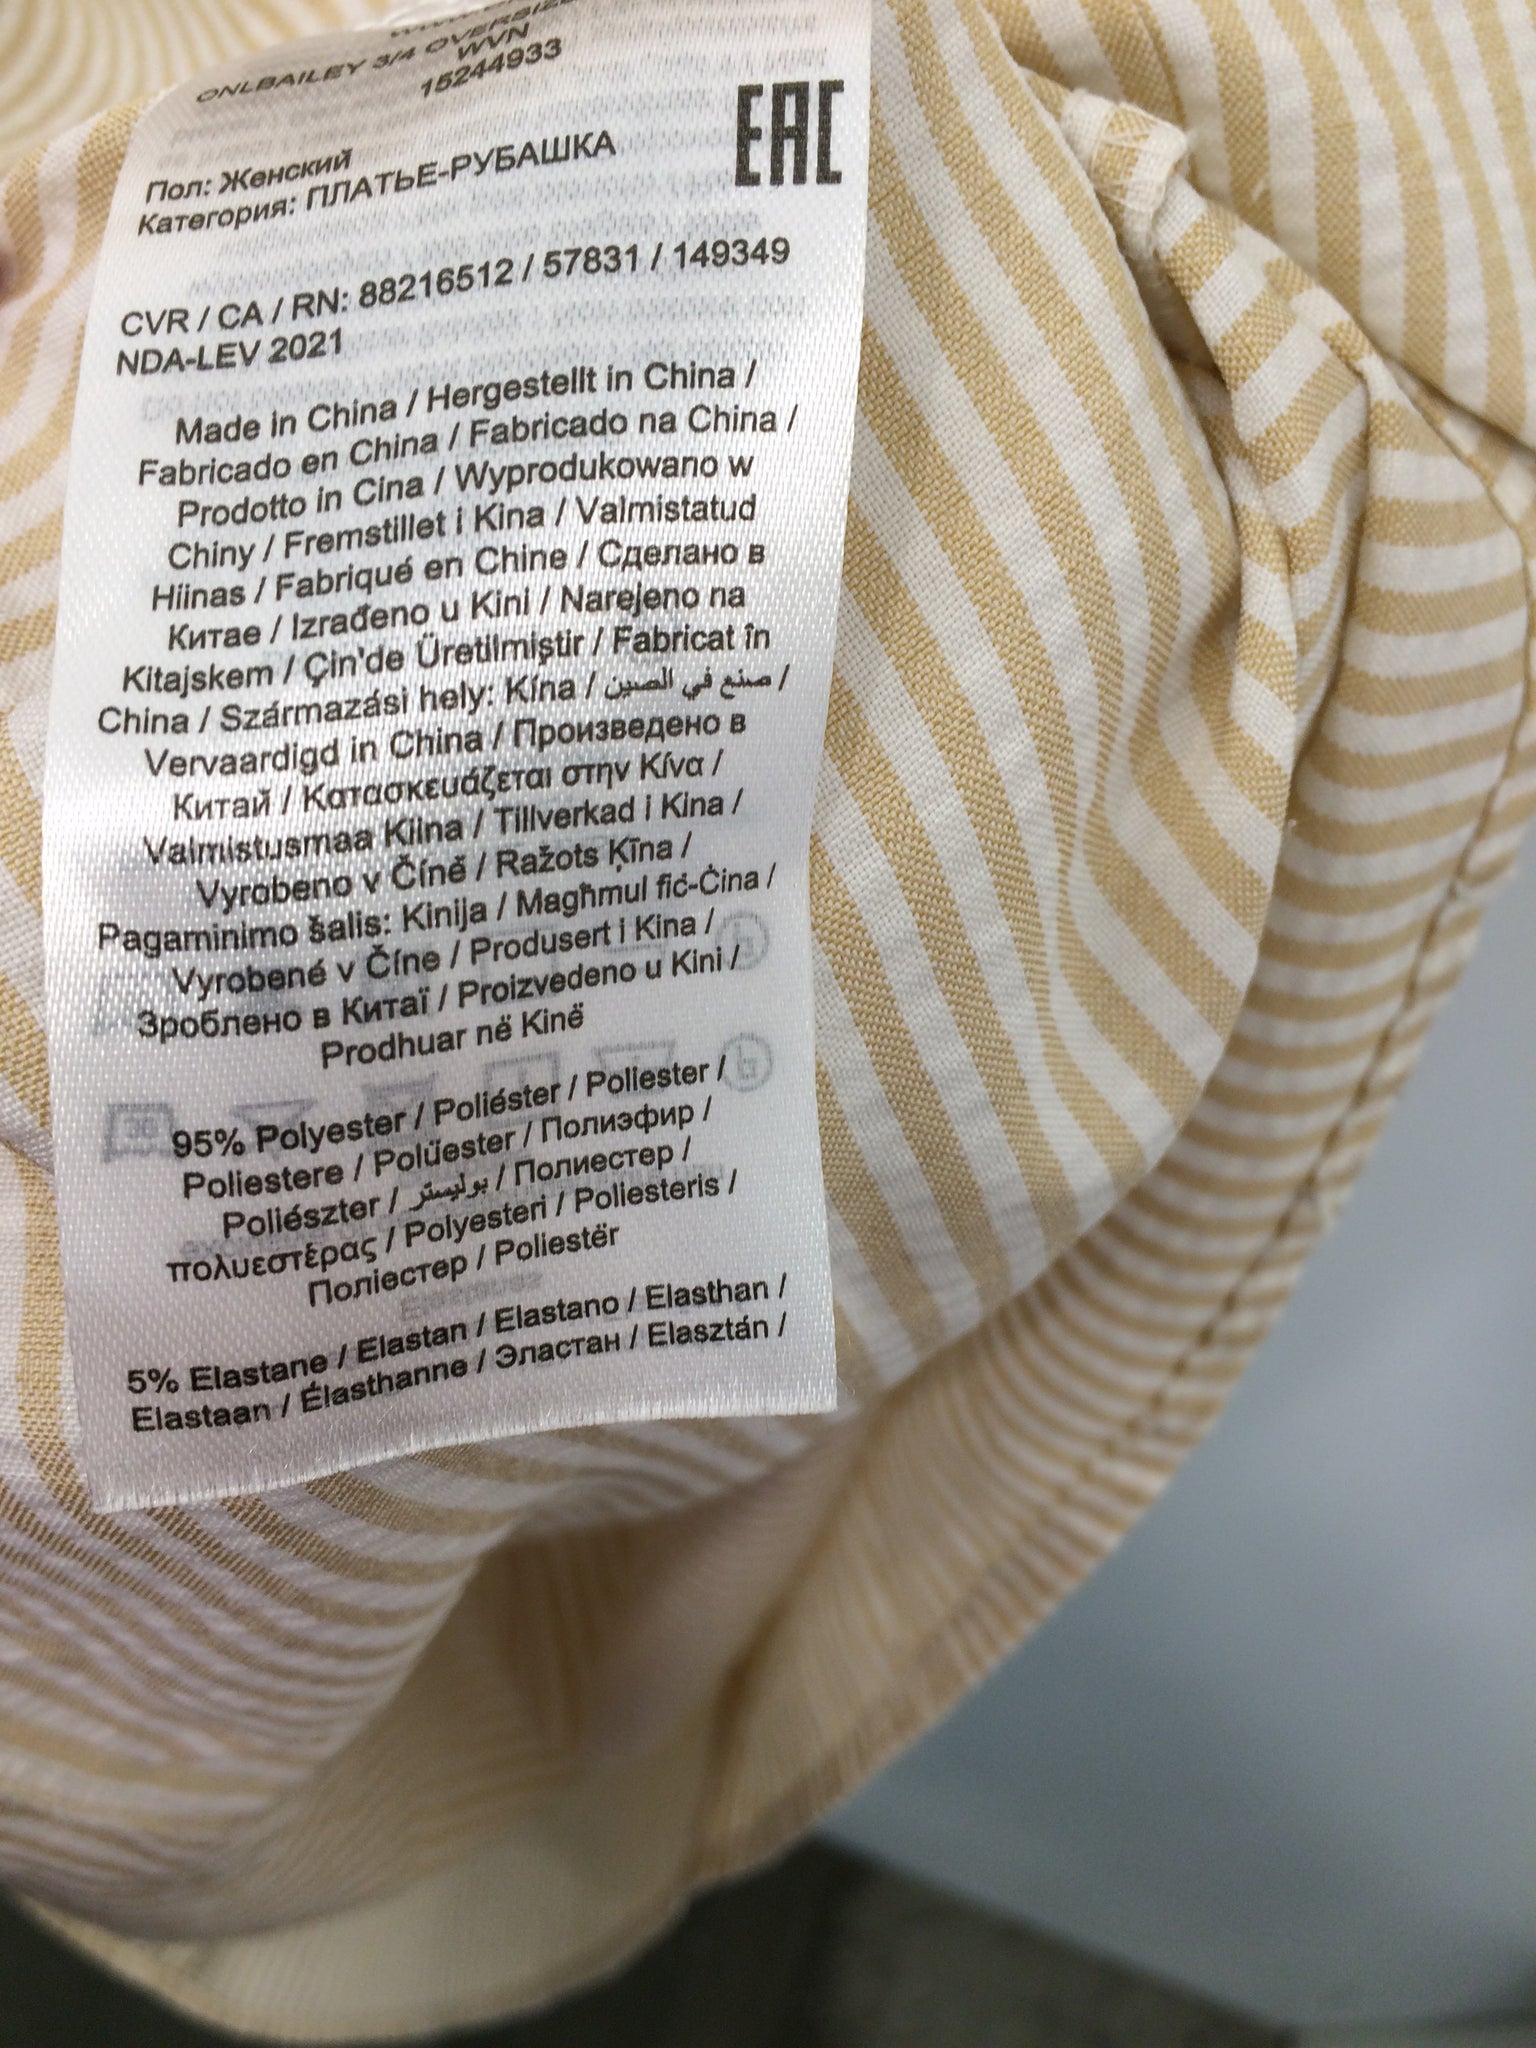 ONLBAILEY 3/4 OVERSIZE
WVN
15244933
EAC
Пол: Женский
Категория: ПЛАТЬЕ-РУБАШКА
CVR / CA / RN: 88216512 / 57831 / 149349
NDA-LEV 2021
Made in China / Hergestellt in China /
Fabricado en China / Fabricado na China /
Prodotto in Cina / Wyprodukowano w
Chiny / Fremstillet i Kina / Valmistatud
Hiinas / Fabriqué en Chine / Сделано в
Китае / Izrađeno u Kini / Narejeno na
Kitajskem / Çin'de Üretilmiştir / Fabricat în
China / Származási hely: Kína / صنع في الصين /
Vervaardigd in China / Произведено в
Китай / Κατασκευάζεται στην Κίνα /
Valmistusmaa Kiina / Tillverkad i Kina /
Vyrobeno v Číně / Ražots Ķīna /
Pagaminimo šalis: Kinija / Magħmul fiċ-Ċina /
Vyrobené v Číne / Produsert i Kina /
Зроблено в Китаї / Proizvedeno u Kini /
Prodhuar në Kinë
95% Polyester / Poliéster / Poliester /
Poliestere / Polüester / Полиэфир /
Poliészter / بوليستر / Полиестер /
πολυεστέρας / Polyesteri / Poliesteris /
Поліестер / Poliestër
5% Elastane / Elastan / Elastano / Elasthan /
Elastaan / Élasthanne / Эластан / Elasztán /